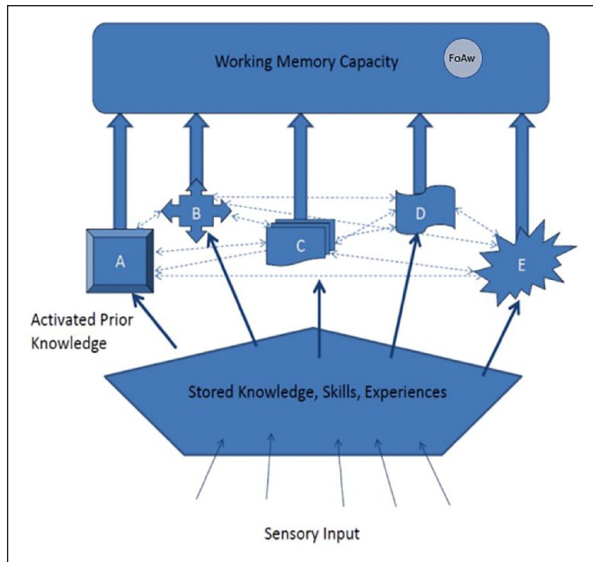 Working Memory Capacity
FoAw
B
D
C
A
E
Activated Prior
Knowledge
Stored Knowledge, Skills, Experiences
Sensory Input